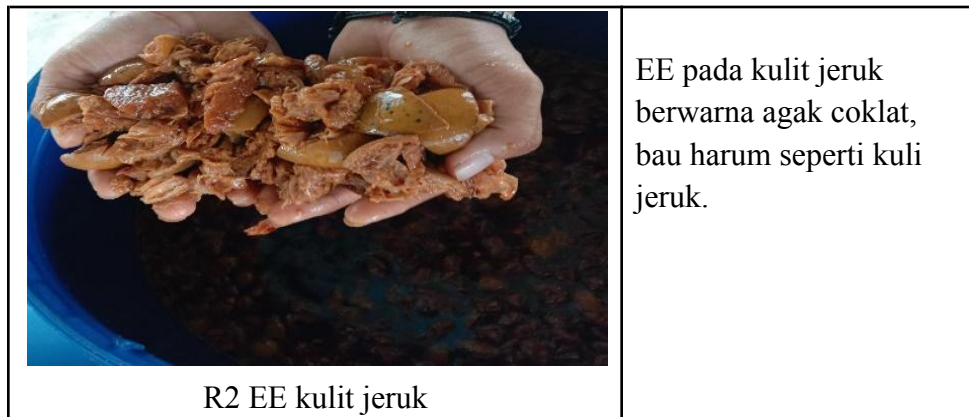 EE pada kulit jeruk
berwarna agak coklat,
bau harum seperti kuli
jeruk.
R2 EE kulit jeruk